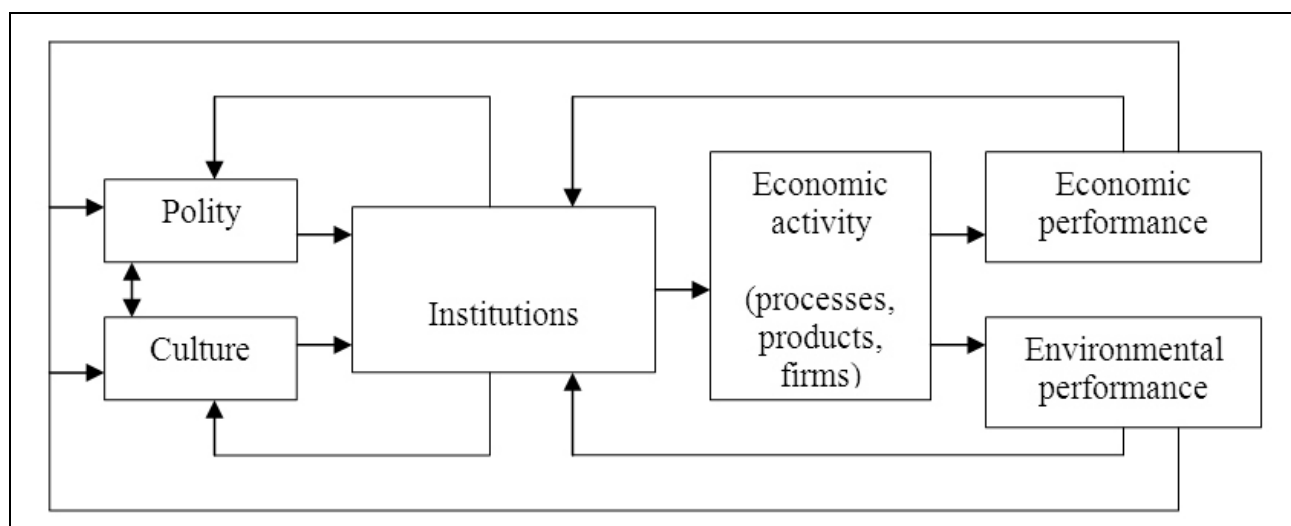 Polity
Culture
Institutions
Economic
activity
(processes,
products,
firms)
Economic
performance
Environmental
performance